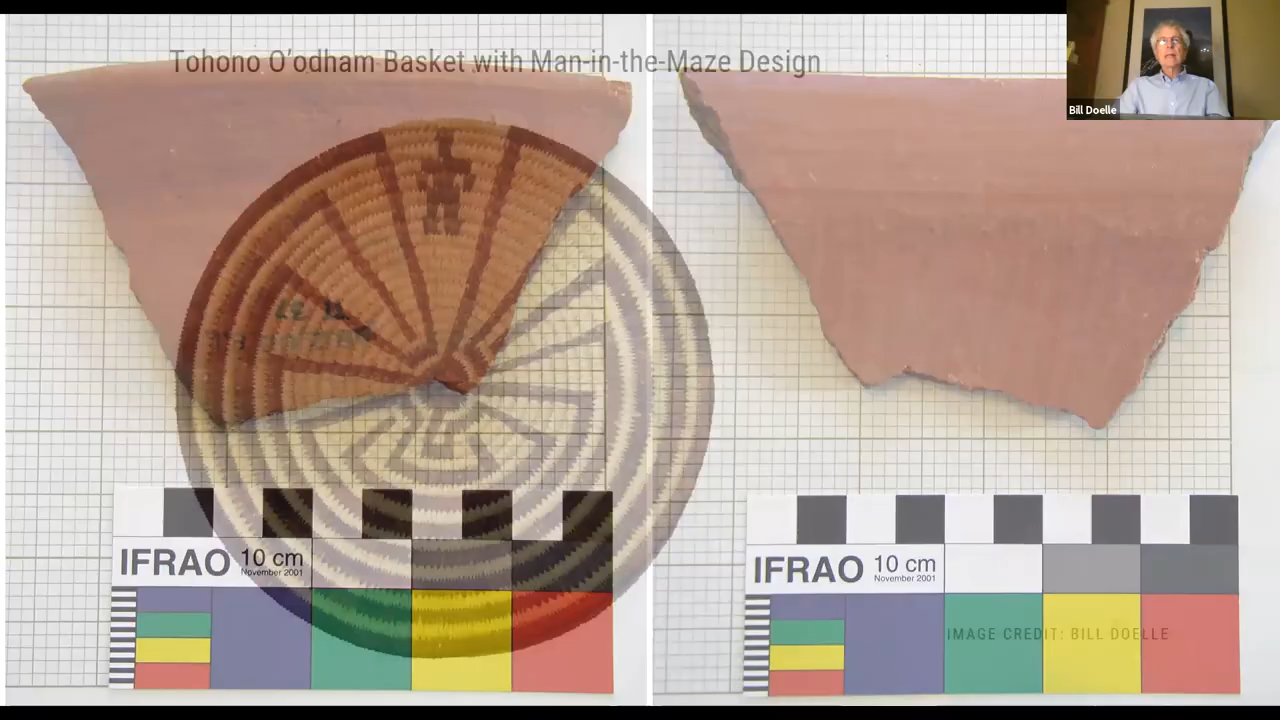 Tohono O'odham Basket with Man-in-the-Maze Design
Bill Doelle
IFRAO 10 cm
November 2001
IFRAO 10 cm
November 2001
IMAGE CREDIT: BILL DOELLE